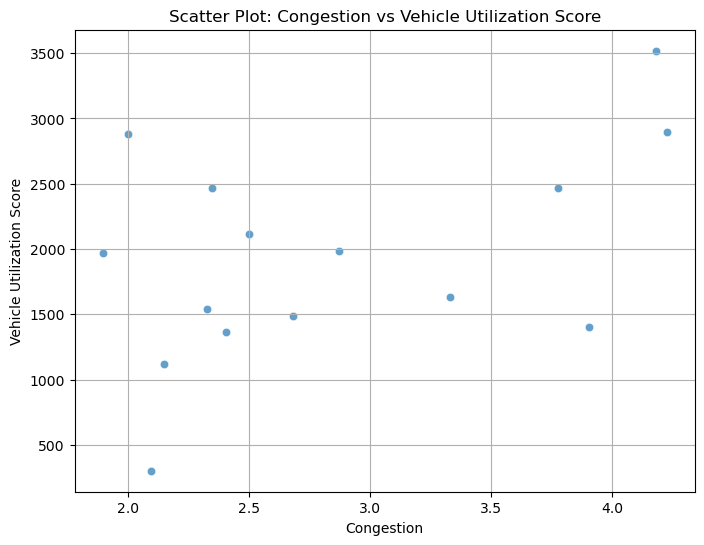 Scatter Plot: Congestion vs Vehicle Utilization Score
Vehicle Utilization Score
3500
3000
2500
2000
1500
1000
500
2.0 2.5 3.0 3.5 4.0
Congestion